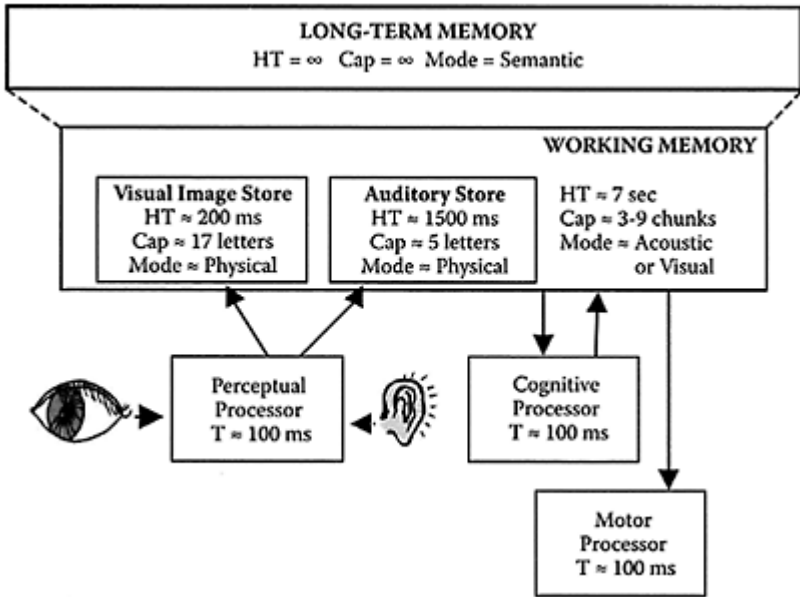 LONG-TERM MEMORY
HT = ∞ Cap = ∞ Mode = Semantic
WORKING MEMORY
Visual Image Store
HT ≈ 200 ms
Cap ≈ 17 letters
Mode ≈ Physical
Auditory Store
HT ≈ 1500 ms
Cap ≈ 5 letters
Mode ≈ Physical
HT ≈ 7 sec
Cap ≈ 3-9 chunks
Mode ≈ Acoustic
or Visual
Perceptual
Processor
T ≈ 100 ms
Cognitive
Processor
T ≈ 100 ms
Motor
Processor
T ≈ 100 ms